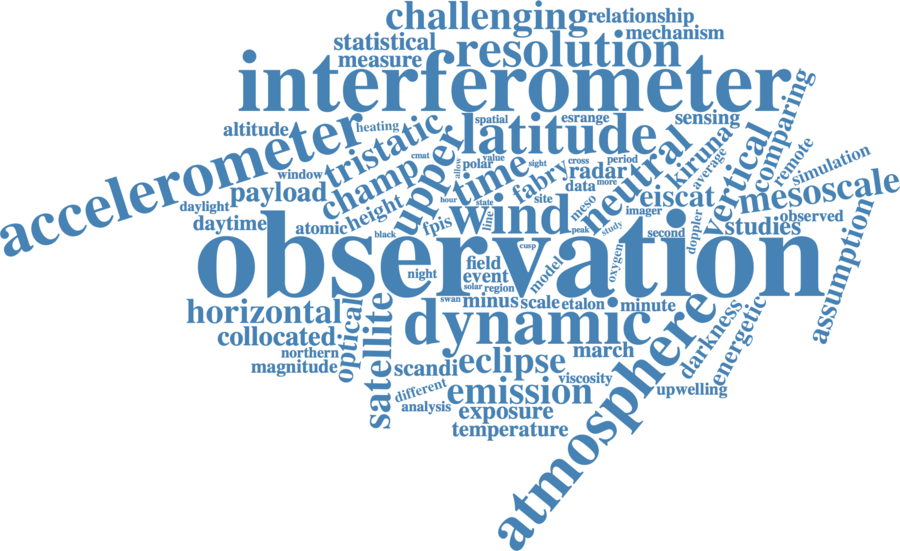 challenging
relationship
mechanism
statistical
resolution
measure
interferometer
comparing
altitude
heating
spatial
esrange
sensing
accelerometer
tristatic
latitude
upper
neutral
kiruna
vertical
remote
simulation
average
window
champ
cmat
allow
polar
value
time
sight
cross
period
radar
fabry
data
more
payload
height
hour
state
site
meso
eiscat
mesoscale
daylight
daytime
atomic
fpis
line
wind
imager
studies
observed
black
peak
study
second
doppler
assumption
observation
cusp
oxygen
night
field
event
model
solar
region
swan
minus
scale
etalon
minute
horizontal
collocated
optical
satellite
dynamic
atmosphere
darkness
energetic
northern
magnitude
scandi
eclipse
march
different
emission
viscosity
upwelling
analysis
exposure
temperature